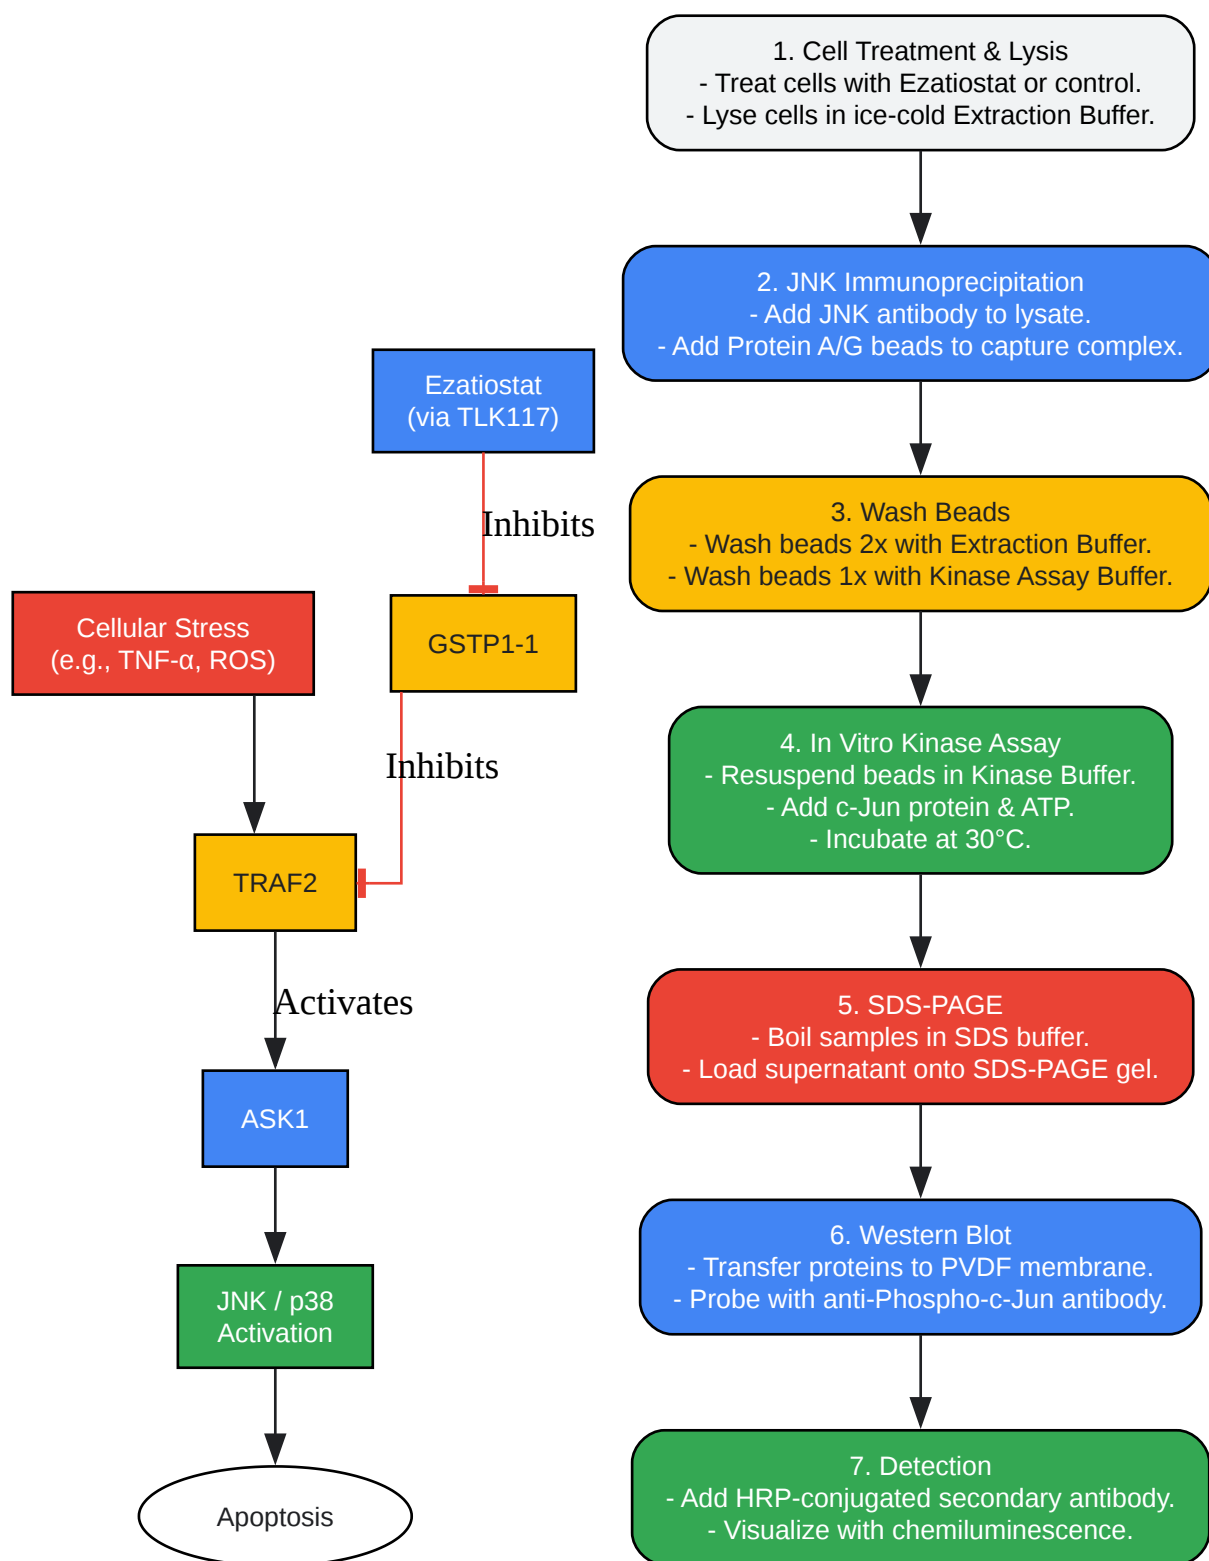 Ezatiostat
(via TLK117)
Inhibits
Cellular Stress
(e.g., TNF-α, ROS)
GSTP1-1
Inhibits
TRAF2
Activates
ASK1
JNK / p38
Activation
Apoptosis
1. Cell Treatment & Lysis
- Treat cells with Ezatiostat or control.
- Lyse cells in ice-cold Extraction Buffer.
2. JNK Immunoprecipitation
- Add JNK antibody to lysate.
- Add Protein A/G beads to capture complex.
3. Wash Beads
- Wash beads 2x with Extraction Buffer.
- Wash beads 1x with Kinase Assay Buffer.
4. In Vitro Kinase Assay
- Resuspend beads in Kinase Buffer.
- Add c-Jun protein & ATP.
- Incubate at 30°C.
5. SDS-PAGE
- Boil samples in SDS buffer.
- Load supernatant onto SDS-PAGE gel.
6. Western Blot
- Transfer proteins to PVDF membrane.
- Probe with anti-Phospho-c-Jun antibody.
7. Detection
- Add HRP-conjugated secondary antibody.
- Visualize with chemiluminescence.